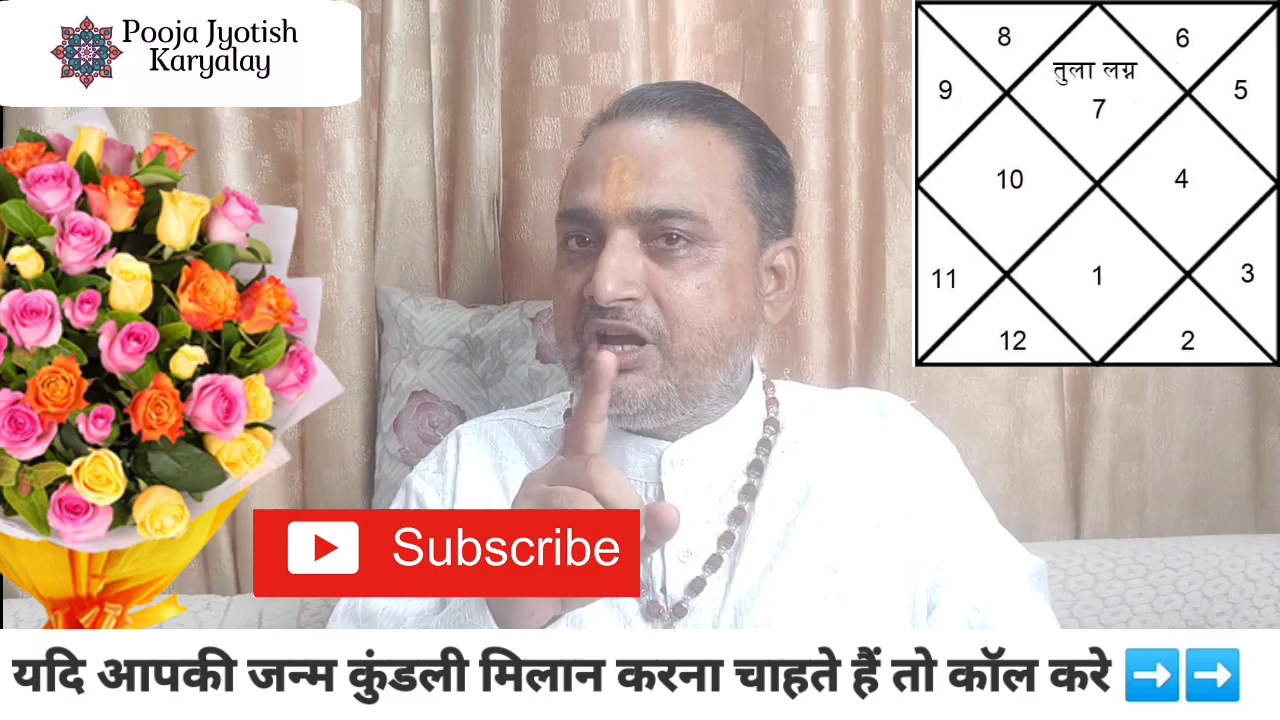 Pooja Jyotish
Karyalay
8
6
तुला लग्न
9
7
5
10
4
11
1
3
12
2
Subscribe
यदि आपकी जन्म कुंडली मिलान करना चाहते हैं तो कॉल करे ➡️➡️